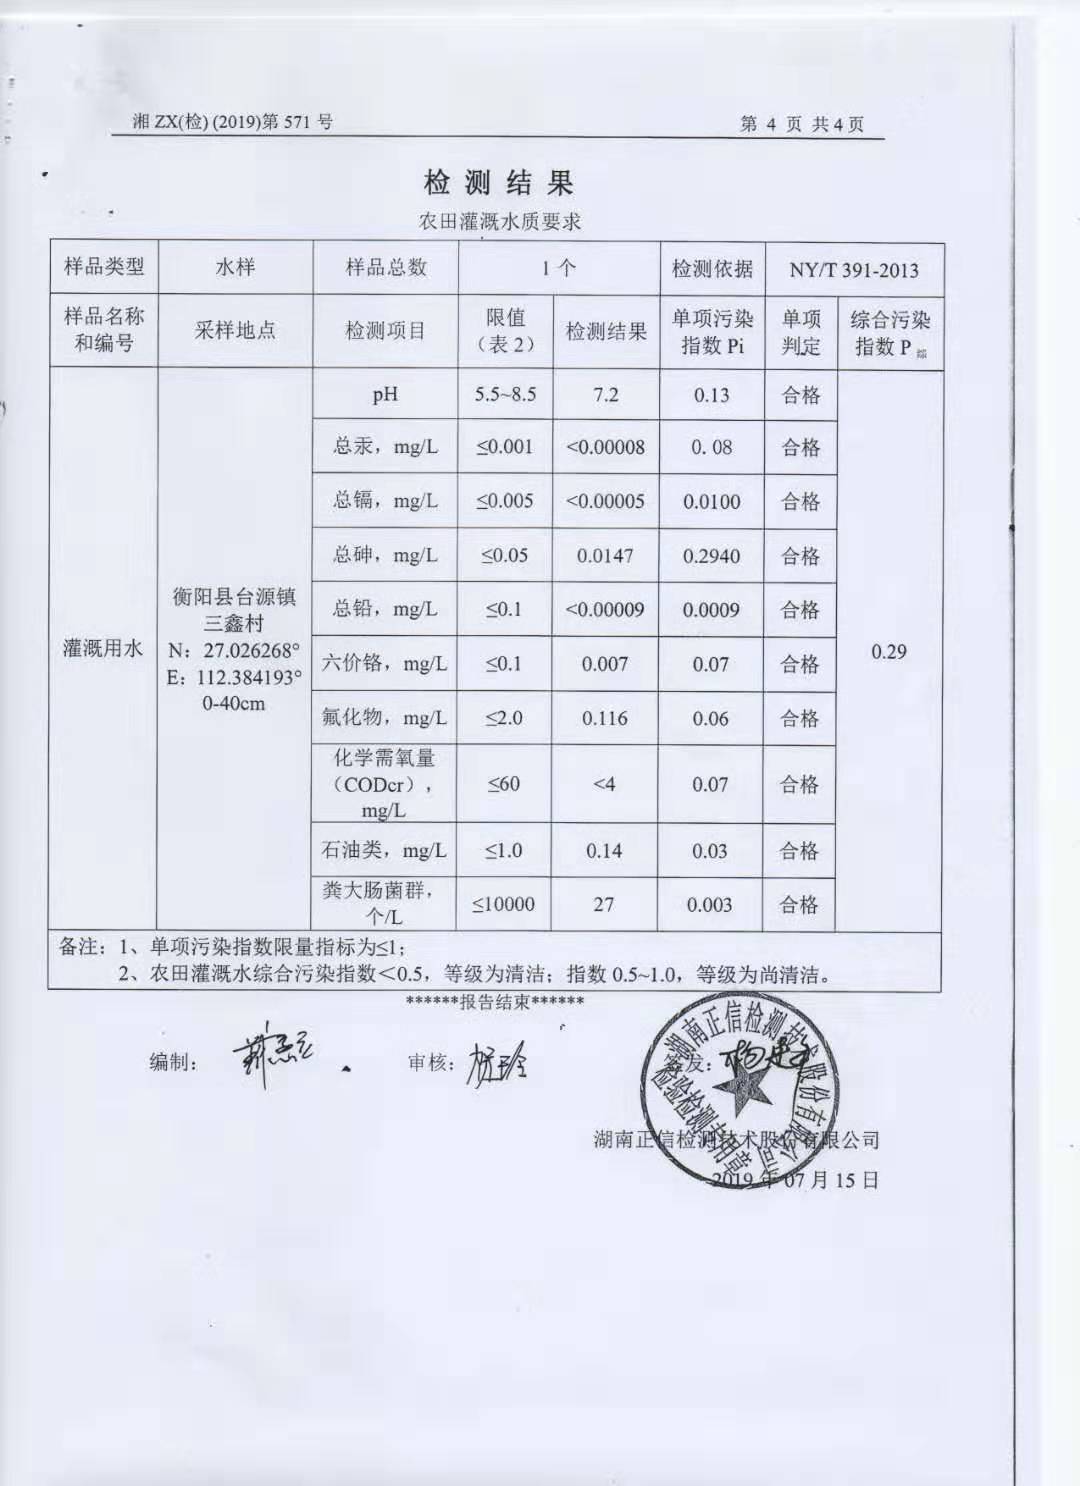 湘 ZX(检) (2019)第 571 号
第 4 页 共4页
检 测 结 果
农田灌溉水质要求
样品类型 水样 样品总数 1 个 检测依据 NY/T 391-2013
样品名称和编号 采样地点 检测项目 限值（表 2） 检测结果 单项污染指数 Pi 单项判定 综合污染指数 P综
灌溉用水
衡阳县台源镇
三鑫村
N：27.026268°
E：112.384193°
0-40cm
pH 5.5~8.5 7.2 0.13 合格
总汞，mg/L ≤0.001 <0.00008 0. 08 合格
总镉，mg/L ≤0.005 <0.00005 0.0100 合格
总砷，mg/L ≤0.05 0.0147 0.2940 合格
总铅，mg/L ≤0.1 <0.00009 0.0009 合格
六价铬，mg/L ≤0.1 0.007 0.07 合格
氟化物，mg/L ≤2.0 0.116 0.06 合格
化学需氧量（CODcr），mg/L ≤60 <4 0.07 合格
石油类，mg/L ≤1.0 0.14 0.03 合格
粪大肠菌群，个/L ≤10000 27 0.003 合格
0.29
备注：1、单项污染指数限量指标为≤1；
2、农田灌溉水综合污染指数＜0.5，等级为清洁；指数 0.5~1.0，等级为尚清洁。
******报告结束******
编制：
审核：
签发：
湖南正信检测技术股份有限公司
检验检测专用章
湖南正信检测技术股份有限公司
2019 年 07 月 15 日